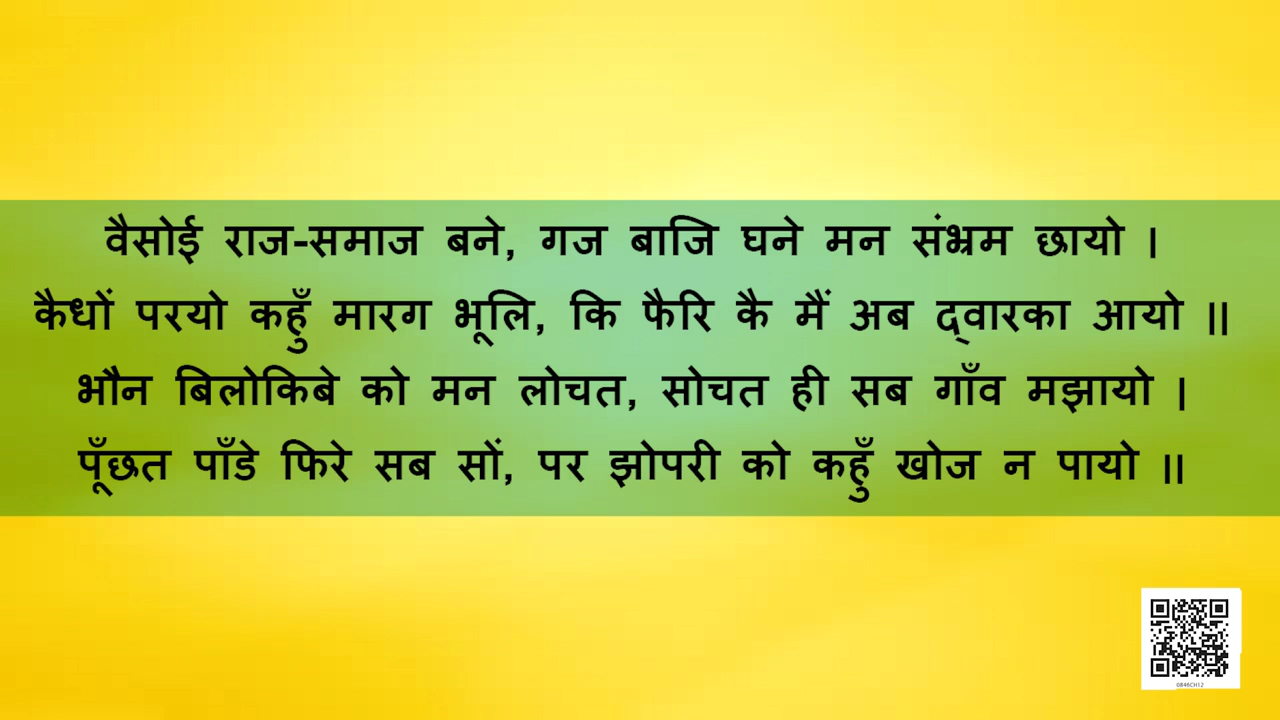 वैसोई राज-समाज बने, गज बाजि घने मन संभ्रम छायो ।
कैधों परयो कहुँ मारग भूलि, कि फैरि कै मैं अब द्‌वारका आयो ॥
भौन बिलोकिबे को मन लोचत, सोचत ही सब गाँव मझायो |
पूँछत पाँडे फिरे सब सों, पर झोपरी को कहुँ खोज न पायो ॥
0846CH12